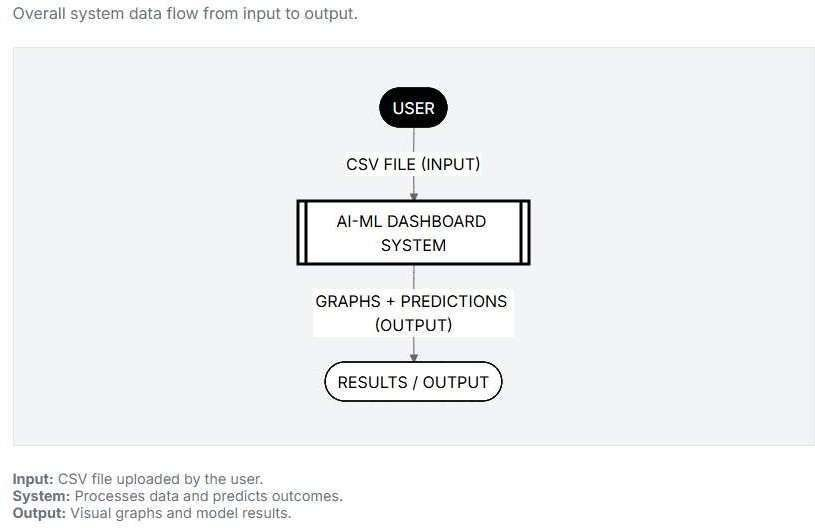 Overall system data flow from input to output.
USER
CSV FILE (INPUT)
AI-ML DASHBOARD
SYSTEM
GRAPHS + PREDICTIONS
(OUTPUT)
RESULTS / OUTPUT
Input: CSV file uploaded by the user.
System: Processes data and predicts outcomes.
Output: Visual graphs and model results.